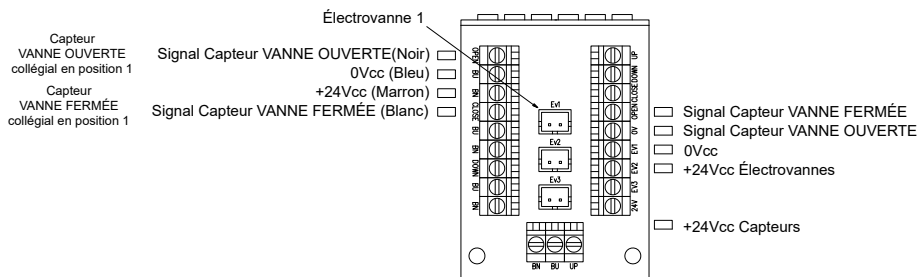 Électrovanne 1
Capteur
VANNE OUVERTE
collégial en position 1
Capteur
VANNE FERMÉE
collégial en position 1
Signal Capteur VANNE OUVERTE(Noir)
0Vcc (Bleu)
+24Vcc (Marron)
Signal Capteur VANNE FERMÉE (Blanc)
OPEN
BU
BN
CLOSE
BU
BN
DOWN
BU
BN
Ev1
Ev2
Ev3
UP
DOWN
CLOSE
OPEN
0V
EV1
EV2
EV3
24V
BN BU UP
Signal Capteur VANNE FERMÉE
Signal Capteur VANNE OUVERTE
0Vcc
+24Vcc Électrovannes
+24Vcc Capteurs